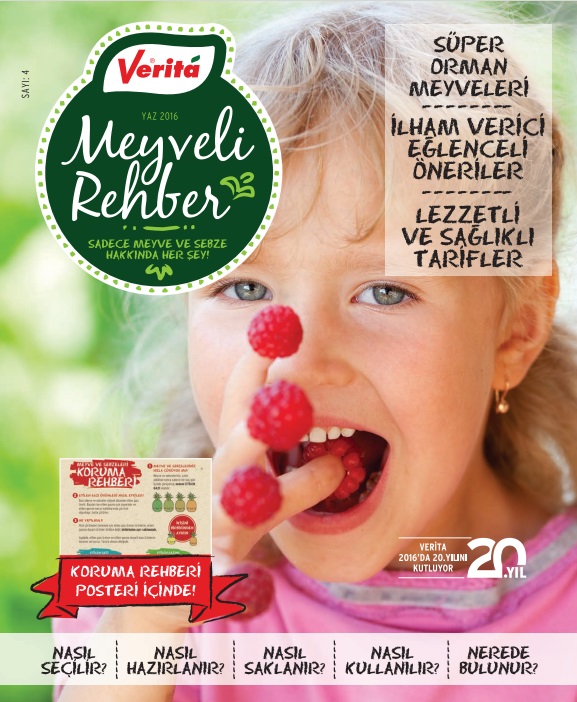 SAYI: 4
Verita
YAZ 2016
Meyveli
Rehber
SADECE MEYVE VE SEBZE
HAKKINDA HER ŞEY!
SÜPER
ORMAN
MEYVELERİ
İLHAM VERİCİ
EĞLENCELİ
ÖNERİLER
LEZZETLİ
VE SAĞLIKLI
TARİFLER
MEYVE VE SEBZELERİ
KORUMA
REHBERİ
KORUMA REHBERİ
POSTERİ İÇİNDE!
VERİTA
2016'DA 20.YILINI
KUTLUYOR
20.YIL
NASIL
SEÇİLİR?
NASIL
HAZIRLANIR?
NASIL
SAKLANIR?
NASIL
KULLANILIR?
NEREDE
BULUNUR?